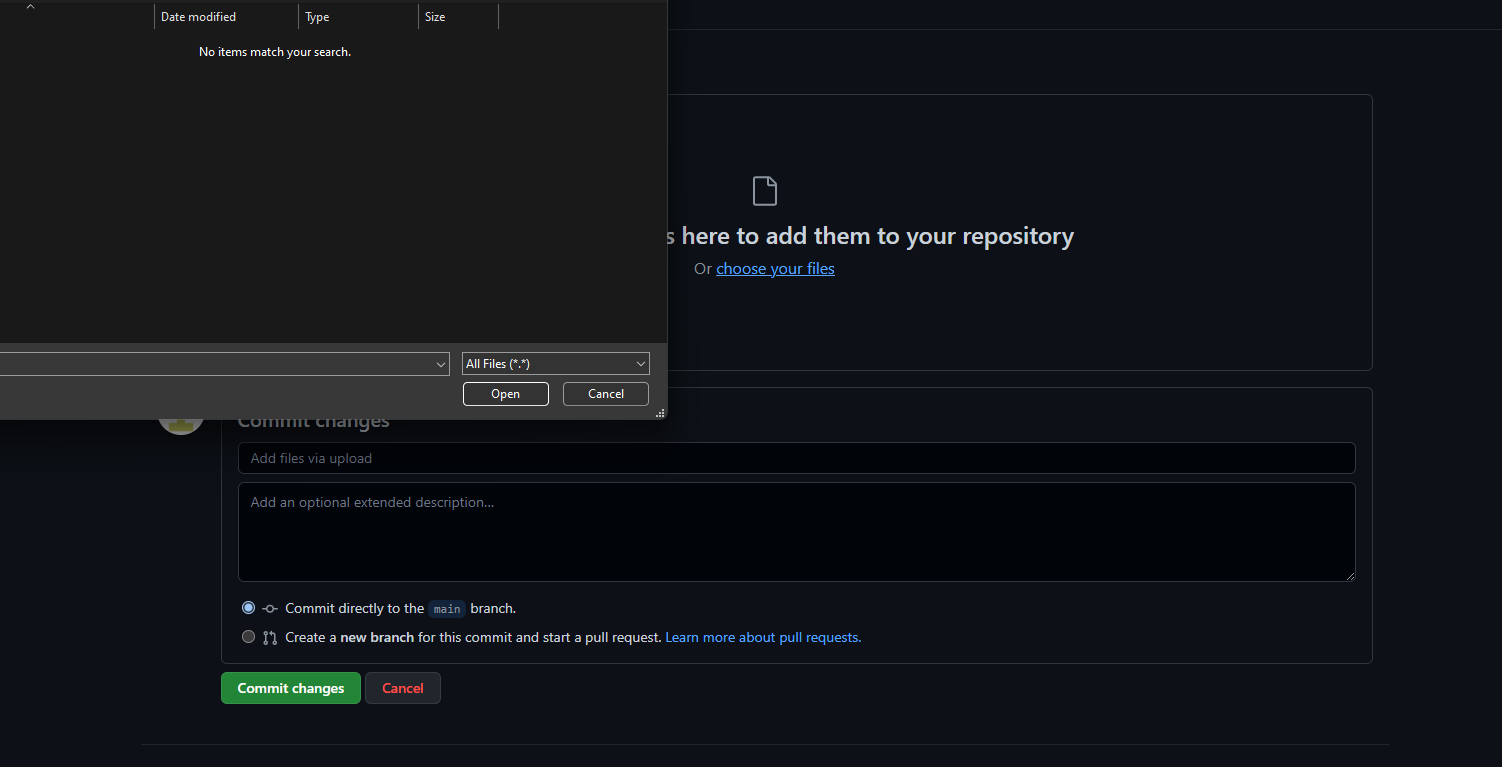 Date modified Type Size
No items match your search.
s here to add them to your repository
Or choose your files
All Files (*.*)
Open Cancel
Commit changes
Add files via upload
Add an optional extended description...
Commit directly to the main branch.
Create a new branch for this commit and start a pull request. Learn more about pull requests.
Commit changes Cancel